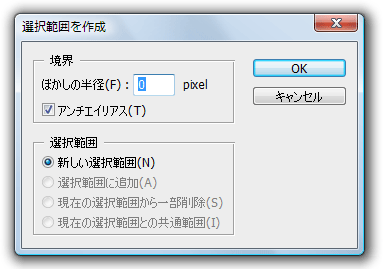 選択範囲を作成
境界
ぼかしの半径(F) : 0 pixel
アンチエイリアス(T)
OK
キャンセル
選択範囲
新しい選択範囲(N)
選択範囲に追加(A)
現在の選択範囲から一部削除(S)
現在の選択範囲との共通範囲(I)